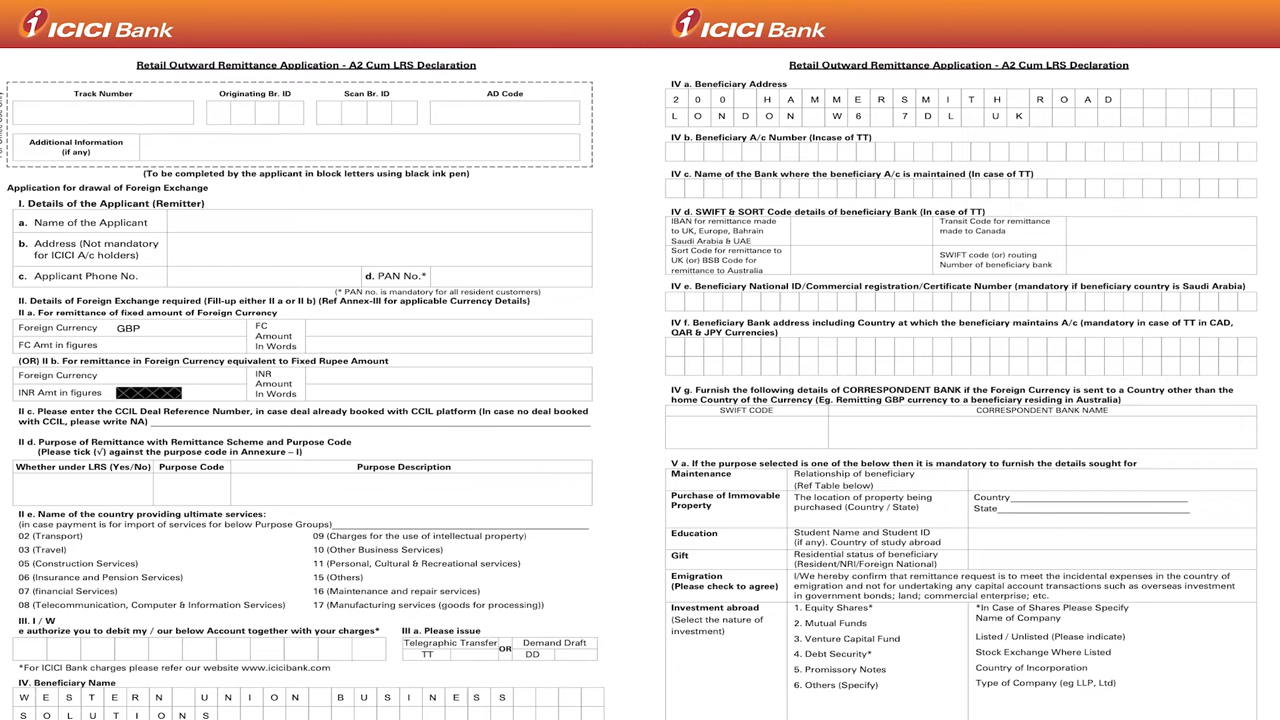 ICICI Bank
Retail Outward Remittance Application - A2 Cum LRS Declaration
Track Number
Originating Br. ID
Scan Br. ID
AD Code
Additional Information
(if any)
(To be completed by the applicant in block letters using black ink pen)
Application for drawal of Foreign Exchange
I. Details of the Applicant (Remitter)
a. Name of the Applicant
b. Address (Not mandatory
for ICICI A/c holders)
c. Applicant Phone No.
d. PAN No.*
(* PAN no. is mandatory for all resident customers)
II. Details of Foreign Exchange required (Fill-up either II a or II b) (Ref Annex-III for applicable Currency Details)
II a. For remittance of fixed amount of Foreign Currency
Foreign Currency GBP
FC Amt in figures
FC
Amount
In Words
(OR) II b. For remittance in Foreign Currency equivalent to Fixed Rupee Amount
Foreign Currency
INR Amt in figures
INR
Amount
In Words
II c. Please enter the CCIL Deal Reference Number, in case deal already booked with CCIL platform (In case no deal booked
with CCIL, please write NA)
II d. Purpose of Remittance with Remittance Scheme and Purpose Code
(Please tick (√) against the purpose code in Annexure – I)
Whether under LRS (Yes/No)
Purpose Code
Purpose Description
II e. Name of the country providing ultimate services:
(in case payment is for import of services for below Purpose Groups)
02 (Transport)
09 (Charges for the use of intellectual property)
03 (Travel)
10 (Other Business Services)
05 (Construction Services)
11 (Personal, Cultural & Recreational services)
06 (Insurance and Pension Services)
15 (Others)
07 (financial Services)
16 (Maintenance and repair services)
08 (Telecommunication, Computer & Information Services)
17 (Manufacturing services (goods for processing))
III. I / W
e authorize you to debit my / our below Account together with your charges*
III a. Please issue
Telegraphic Transfer
TT
OR
Demand Draft
DD
*For ICICI Bank charges please refer our website www.icicibank.com
IV. Beneficiary Name
WESTERN UNION BUSINESS
SOLUTIONS
ICICI Bank
Retail Outward Remittance Application - A2 Cum LRS Declaration
IV a. Beneficiary Address
200 HAMMERSMITH ROAD
LONDON W6 7DL UK
IV b. Beneficiary A/c Number (Incase of TT)
IV c. Name of the Bank where the beneficiary A/c is maintained (In case of TT)
IV d. SWIFT & SORT Code details of beneficiary Bank (In case of TT)
IBAN for remittance made
to UK, Europe, Bahrain
Saudi Arabia & UAE
Transit Code for remittance
made to Canada
Sort Code for remittance to
UK (or) BSB Code for
remittance to Australia
SWIFT code (or) routing
Number of beneficiary bank
IV e. Beneficiary National ID/Commercial registration/Certificate Number (mandatory if beneficiary country is Saudi Arabia)
IV f. Beneficiary Bank address including Country at which the beneficiary maintains A/c (mandatory in case of TT in CAD,
QAR & JPY Currencies)
IV g. Furnish the following details of CORRESPONDENT BANK if the Foreign Currency is sent to a Country other than the
home Country of the Currency (Eg. Remitting GBP currency to a beneficiary residing in Australia)
SWIFT CODE
CORRESPONDENT BANK NAME
V a. If the purpose selected is one of the below then it is mandatory to furnish the details sought for
Maintenance
Relationship of beneficiary
(Ref Table below)
Purchase of Immovable
Property
The location of property being
purchased (Country / State)
Country
State
Education
Student Name and Student ID
(if any). Country of study abroad
Gift
Residential status of beneficiary
(Resident/NRI/Foreign National)
Emigration
(Please check to agree)
I/We hereby confirm that remittance request is to meet the incidental expenses in the country of
emigration and not for undertaking any capital account transactions such as overseas investment
in government bonds; land; commercial enterprise; etc.
Investment abroad
(Select the nature of
investment)
1. Equity Shares*
2. Mutual Funds
3. Venture Capital Fund
4. Debt Security*
5. Promissory Notes
6. Others (Specify)
*In Case of Shares Please Specify
Name of Company
Listed / Unlisted (Please indicate)
Stock Exchange Where Listed
Country of Incorporation
Type of Company (eg LLP, Ltd)